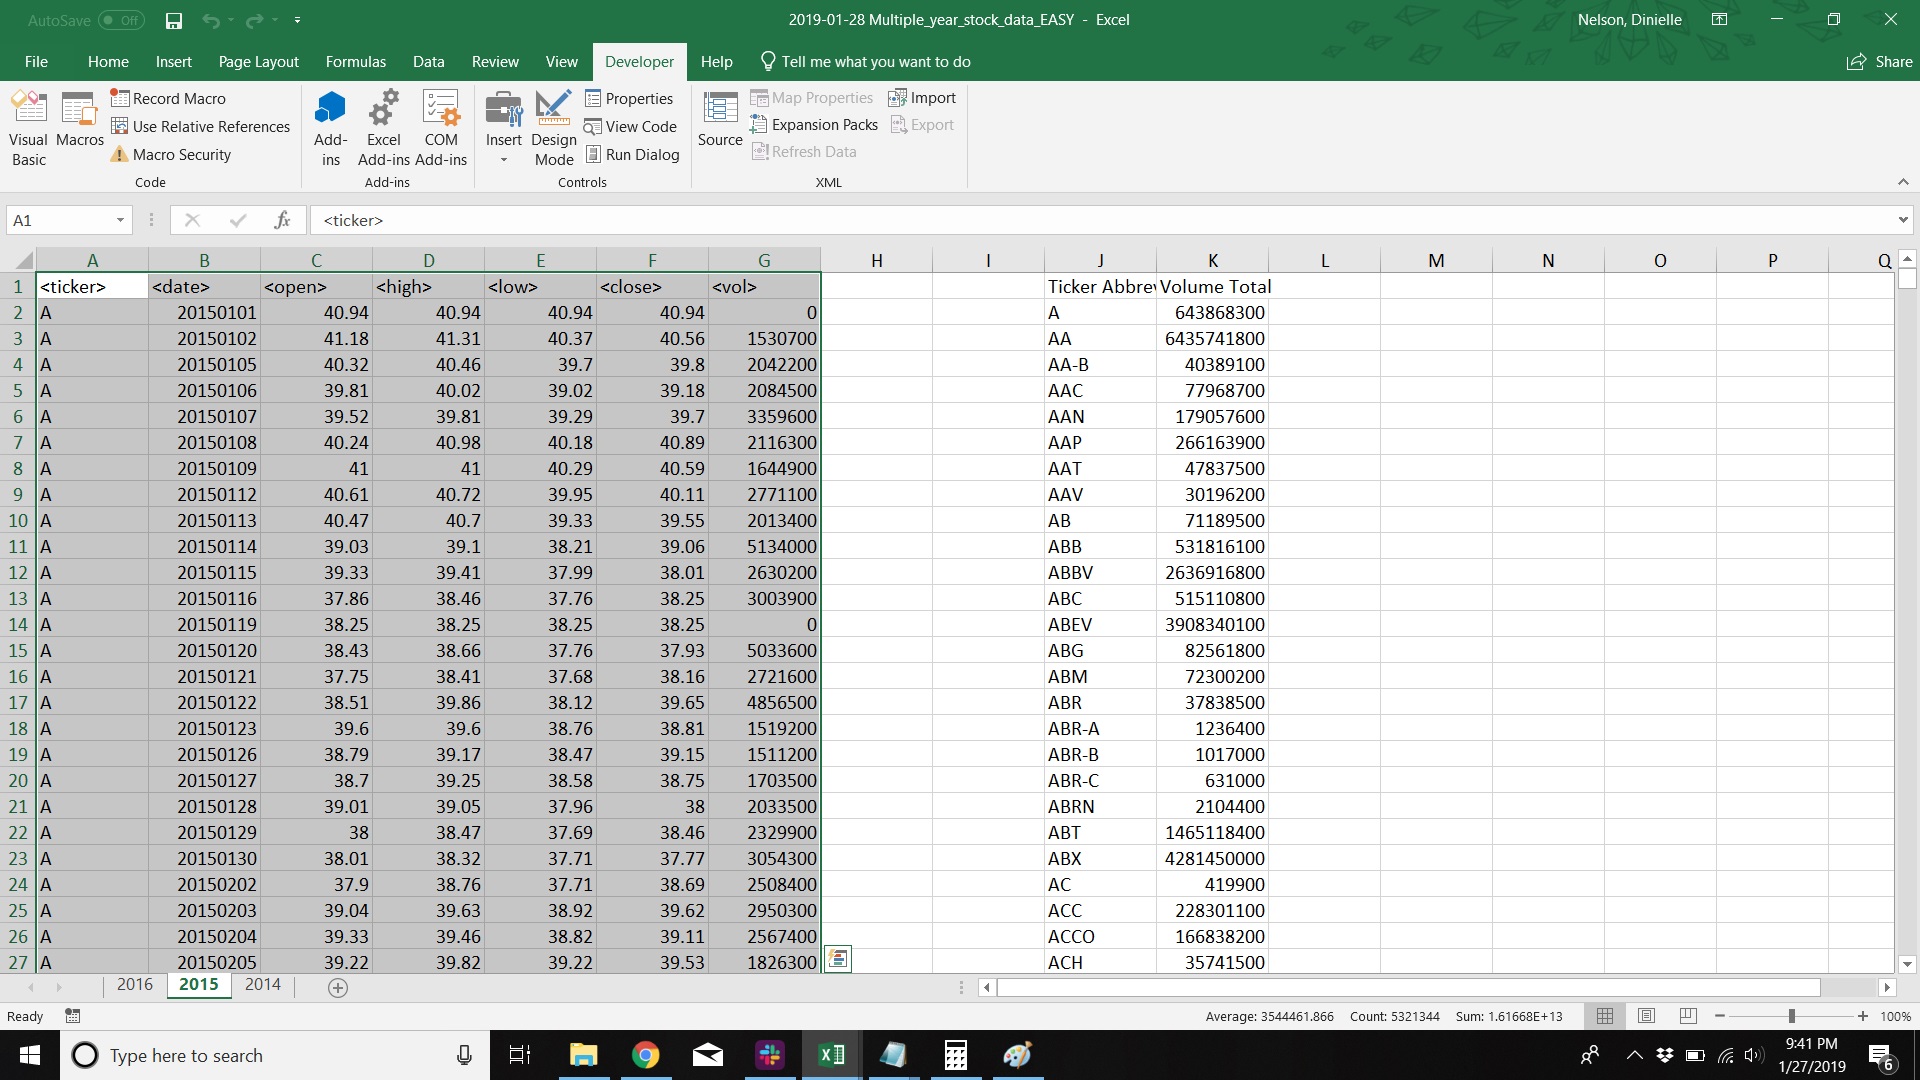 AutoSave Off
2019-01-28 Multiple_year_stock_data_EASY - Excel
Nelson, Dinielle
File Home Insert Page Layout Formulas Data Review View Developer Help Tell me what you want to do Share
Visual Basic
Macros
Record Macro
Use Relative References
Macro Security
Code
Add-ins
Excel Add-ins
COM Add-ins
Add-ins
Insert
Design Mode
Properties
View Code
Run Dialog
Controls
Source
Map Properties
Expansion Packs
Refresh Data
Import
Export
XML
A1 fx <ticker>
A B C D E F G H I J K L M N O P Q
1 <ticker> <date> <open> <high> <low> <close> <vol> Ticker Abbrev Volume Total
2 A 20150101 40.94 40.94 40.94 40.94 0 A 643868300
3 A 20150102 41.18 41.31 40.37 40.56 1530700 AA 6435741800
4 A 20150105 40.32 40.46 39.7 39.8 2042200 AA-B 40389100
5 A 20150106 39.81 40.02 39.02 39.18 2084500 AAC 77968700
6 A 20150107 39.52 39.81 39.29 39.7 3359600 AAN 179057600
7 A 20150108 40.24 40.98 40.18 40.89 2116300 AAP 266163900
8 A 20150109 41 41 40.29 40.59 1644900 AAT 47837500
9 A 20150112 40.61 40.72 39.95 40.11 2771100 AAV 30196200
10 A 20150113 40.47 40.7 39.33 39.55 2013400 AB 71189500
11 A 20150114 39.03 39.1 38.21 39.06 5134000 ABB 531816100
12 A 20150115 39.33 39.41 37.99 38.01 2630200 ABBV 2636916800
13 A 20150116 37.86 38.46 37.76 38.25 3003900 ABC 515110800
14 A 20150119 38.25 38.25 38.25 38.25 0 ABEV 3908340100
15 A 20150120 38.43 38.66 37.76 37.93 5033600 ABG 82561800
16 A 20150121 37.75 38.41 37.68 38.16 2721600 ABM 72300200
17 A 20150122 38.51 39.86 38.12 39.65 4856500 ABR 37838500
18 A 20150123 39.6 39.6 38.76 38.81 1519200 ABR-A 1236400
19 A 20150126 38.79 39.17 38.47 39.15 1511200 ABR-B 1017000
20 A 20150127 38.7 39.25 38.58 38.75 1703500 ABR-C 631000
21 A 20150128 39.01 39.05 37.96 38 2033500 ABRN 2104400
22 A 20150129 38 38.47 37.69 38.46 2329900 ABT 1465118400
23 A 20150130 38.01 38.32 37.71 37.77 3054300 ABX 4281450000
24 A 20150202 37.9 38.76 37.71 38.69 2508400 AC 419900
25 A 20150203 39.04 39.63 38.92 39.62 2950300 ACC 228301100
26 A 20150204 39.33 39.46 38.82 39.11 2567400 ACCO 166838200
27 A 20150205 39.22 39.82 39.22 39.53 1826300 ACH 35741500
2016 2015 2014
Ready Average: 3544461.866 Count: 5321344 Sum: 1.61668E+13 100%
Type here to search
9:41 PM
1/27/2019
6